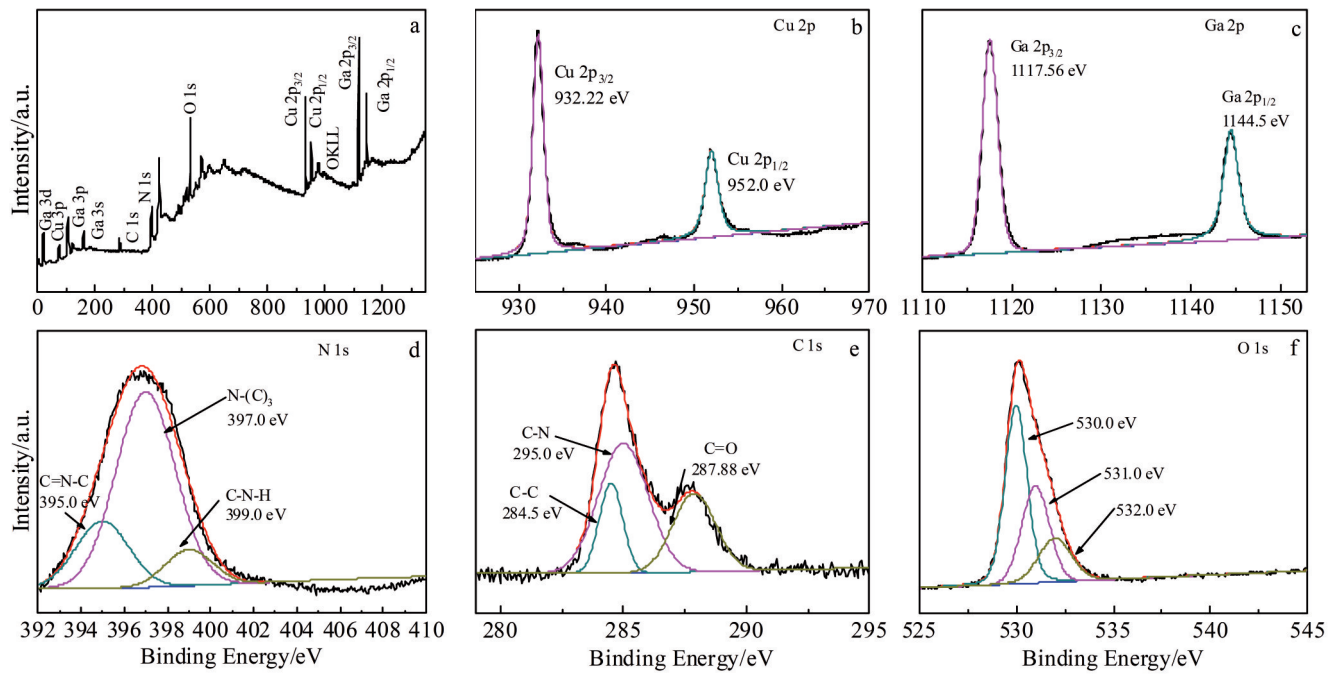 a
Intensity/a.u.
Ga 3d
Cu 3p
Ga 3p
Ga 3s
C 1s
N 1s
O 1s
Cu 2p3/2
Cu 2p1/2
OKLL
Ga 2p3/2
Ga 2p1/2
0 200 400 600 800 1000 1200
Cu 2p b
Cu 2p3/2
932.22 eV
Cu 2p1/2
952.0 eV
930 940 950 960 970
Ga 2p
c
Ga 2p3/2
1117.56 eV
Ga 2p1/2
1144.5 eV
1110 1120 1130 1140 1150
N 1s d
Intensity/a.u.
N-(C)3
397.0 eV
C=N-C
395.0 eV
C-N-H
399.0 eV
392 394 396 398 400 402 404 406 408 410
Binding Energy/eV
C 1s e
C-N
295.0 eV
C=O
287.88 eV
C-C
284.5 eV
280 285 290 295
Binding Energy/eV
O 1s f
530.0 eV
531.0 eV
532.0 eV
525 530 535 540 545
Binding Energy/eV